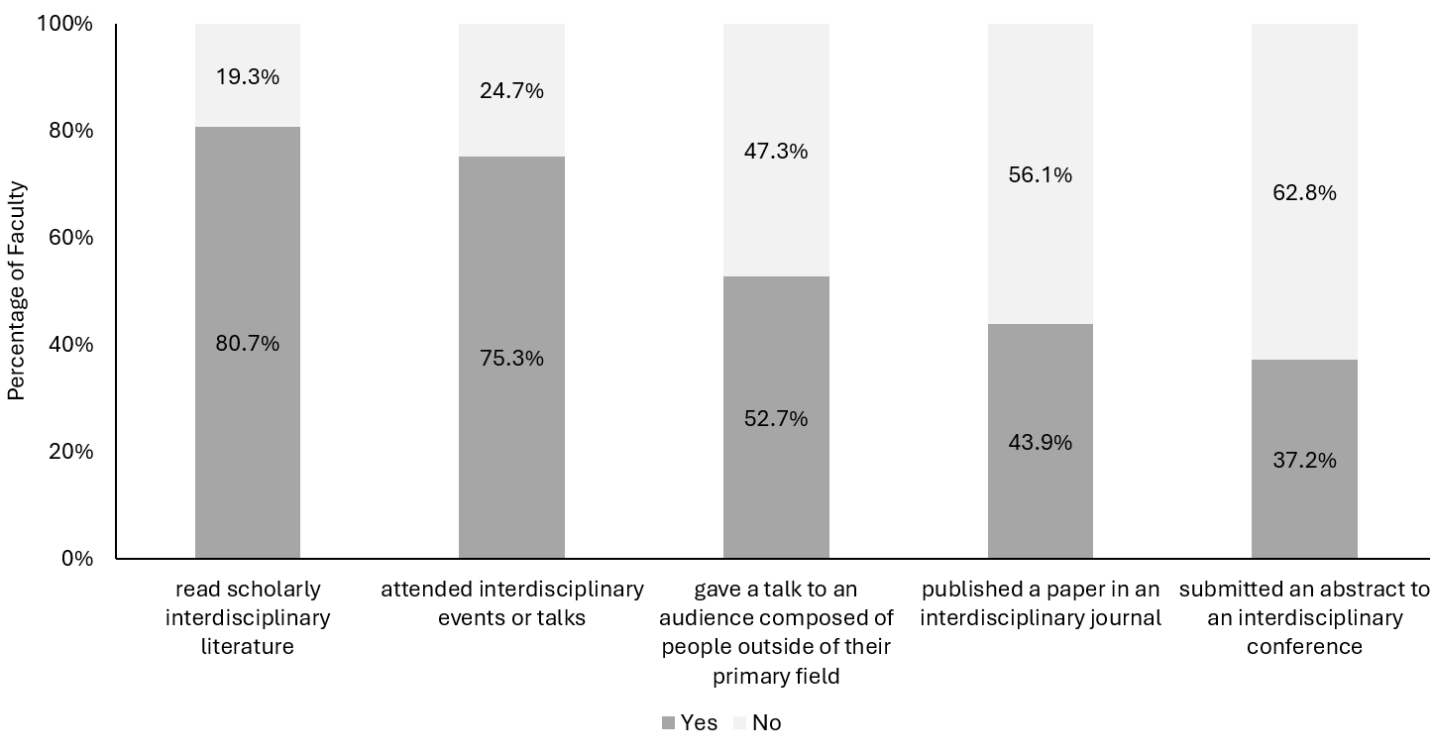 100%
80%
60%
40%
20%
0%
Percentage of Faculty
19.3%
80.7%
24.7%
75.3%
47.3%
52.7%
56.1%
43.9%
62.8%
37.2%
read scholarly
interdisciplinary
literature
attended interdisciplinary
events or talks
gave a talk to an
audience composed of
people outside of their
primary field
published a paper in an
interdisciplinary journal
submitted an abstract to
an interdisciplinary
conference
Yes No